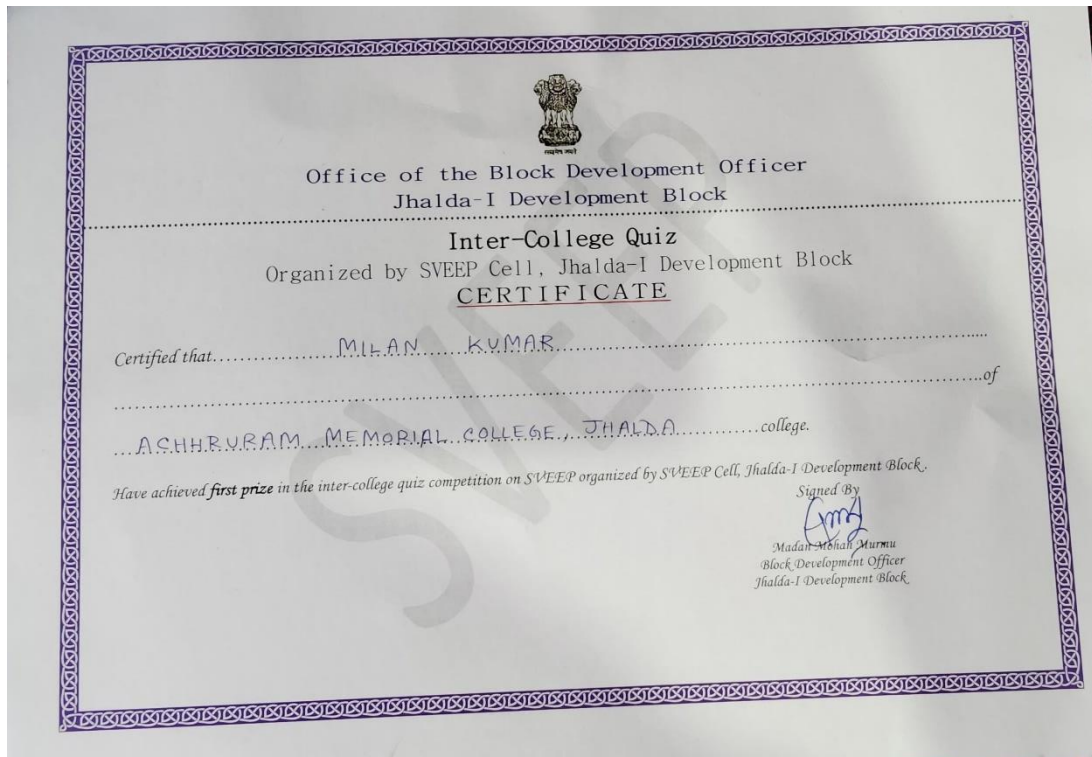 सत्यमेव जयते
Office of the Block Development Officer
Jhalda-I Development Block
Inter-College Quiz
Organized by SVEEP Cell, Jhalda-I Development Block
CERTIFICATE
Certified that................MILAN KUMAR................
................of
...ACHHRURAM MEMORIAL COLLEGE, JHALDA............college.
Have achieved first prize in the inter-college quiz competition on SVEEP organized by SVEEP Cell, Jhalda-I Development Block.
Signed By
Madan Mohan Murmu
Block Development Officer
Jhalda-I Development Block
SVEEP